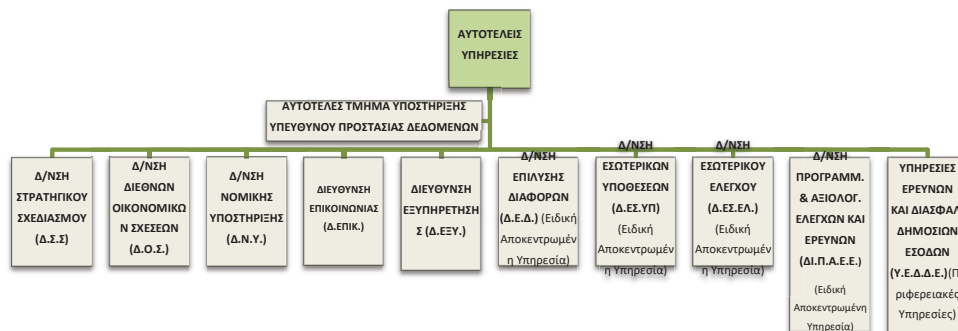 ΑΥΤΟΤΕΛΕΙΣ
ΥΠΗΡΕΣΙΕΣ
ΑΥΤΟΤΕΛΕΣ ΤΜΗΜΑ ΥΠΟΣΤΗΡΙΞΗΣ
ΥΠΕΥΘΥΝΟΥ ΠΡΟΣΤΑΣΙΑΣ ΔΕΔΟΜΕΝΩΝ
Δ/ΝΣΗ
ΣΤΡΑΤΗΓΙΚΟΥ
ΣΧΕΔΙΑΣΜΟΥ
(Δ.Σ.Σ)
Δ/ΝΣΗ
ΔΙΕΘΝΩΝ
ΟΙΚΟΝΟΜΙΚΩ
Ν ΣΧΕΣΕΩΝ
(Δ.Ο.Σ.)
Δ/ΝΣΗ
ΝΟΜΙΚΗΣ
ΥΠΟΣΤΗΡΙΞΗΣ
(Δ.Ν.Υ.)
ΔΙΕΥΘΥΝΣΗ
ΕΠΙΚΟΙΝΩΝΙΑΣ
(Δ.ΕΠΙΚ.)
ΔΙΕΥΘΥΝΣΗ
ΕΞΥΠΗΡΕΤΗΣΗ
Σ (Δ.ΕΞΥ.)
Δ/ΝΣΗ
ΕΠΙΛΥΣΗΣ
ΔΙΑΦΟΡΩΝ
(Δ.Ε.Δ.) (Ειδική
Αποκεντρωμέν
η Υπηρεσία)
Δ/ΝΣΗ
ΕΣΩΤΕΡΙΚΩΝ
ΥΠΟΘΕΣΕΩΝ
(Δ.ΕΣ.ΥΠ)
(Ειδική
Αποκεντρωμέν
η Υπηρεσία)
Δ/ΝΣΗ
ΕΣΩΤΕΡΙΚΟΥ
ΕΛΕΓΧΟΥ
(Δ.ΕΣ.ΕΛ.)
(Ειδική
Αποκεντρωμέν
η Υπηρεσία)
Δ/ΝΣΗ
ΠΡΟΓΡΑΜΜ.
& ΑΞΙΟΛΟΓ.
ΕΛΕΓΧΩΝ ΚΑΙ
ΕΡΕΥΝΩΝ
(ΔΙ.Π.Α.Ε.Ε.)
(Ειδική
Αποκεντρωμένη
Υπηρεσία)
ΥΠΗΡΕΣΙΕΣ
ΕΡΕΥΝΩΝ
ΚΑΙ ΔΙΑΣΦΑΛ
ΔΗΜΟΣΙΩΝ
ΕΣΟΔΩΝ
(Υ.Ε.Δ.Δ.Ε.)(Π
ριφερειακές
Υπηρεσίες)